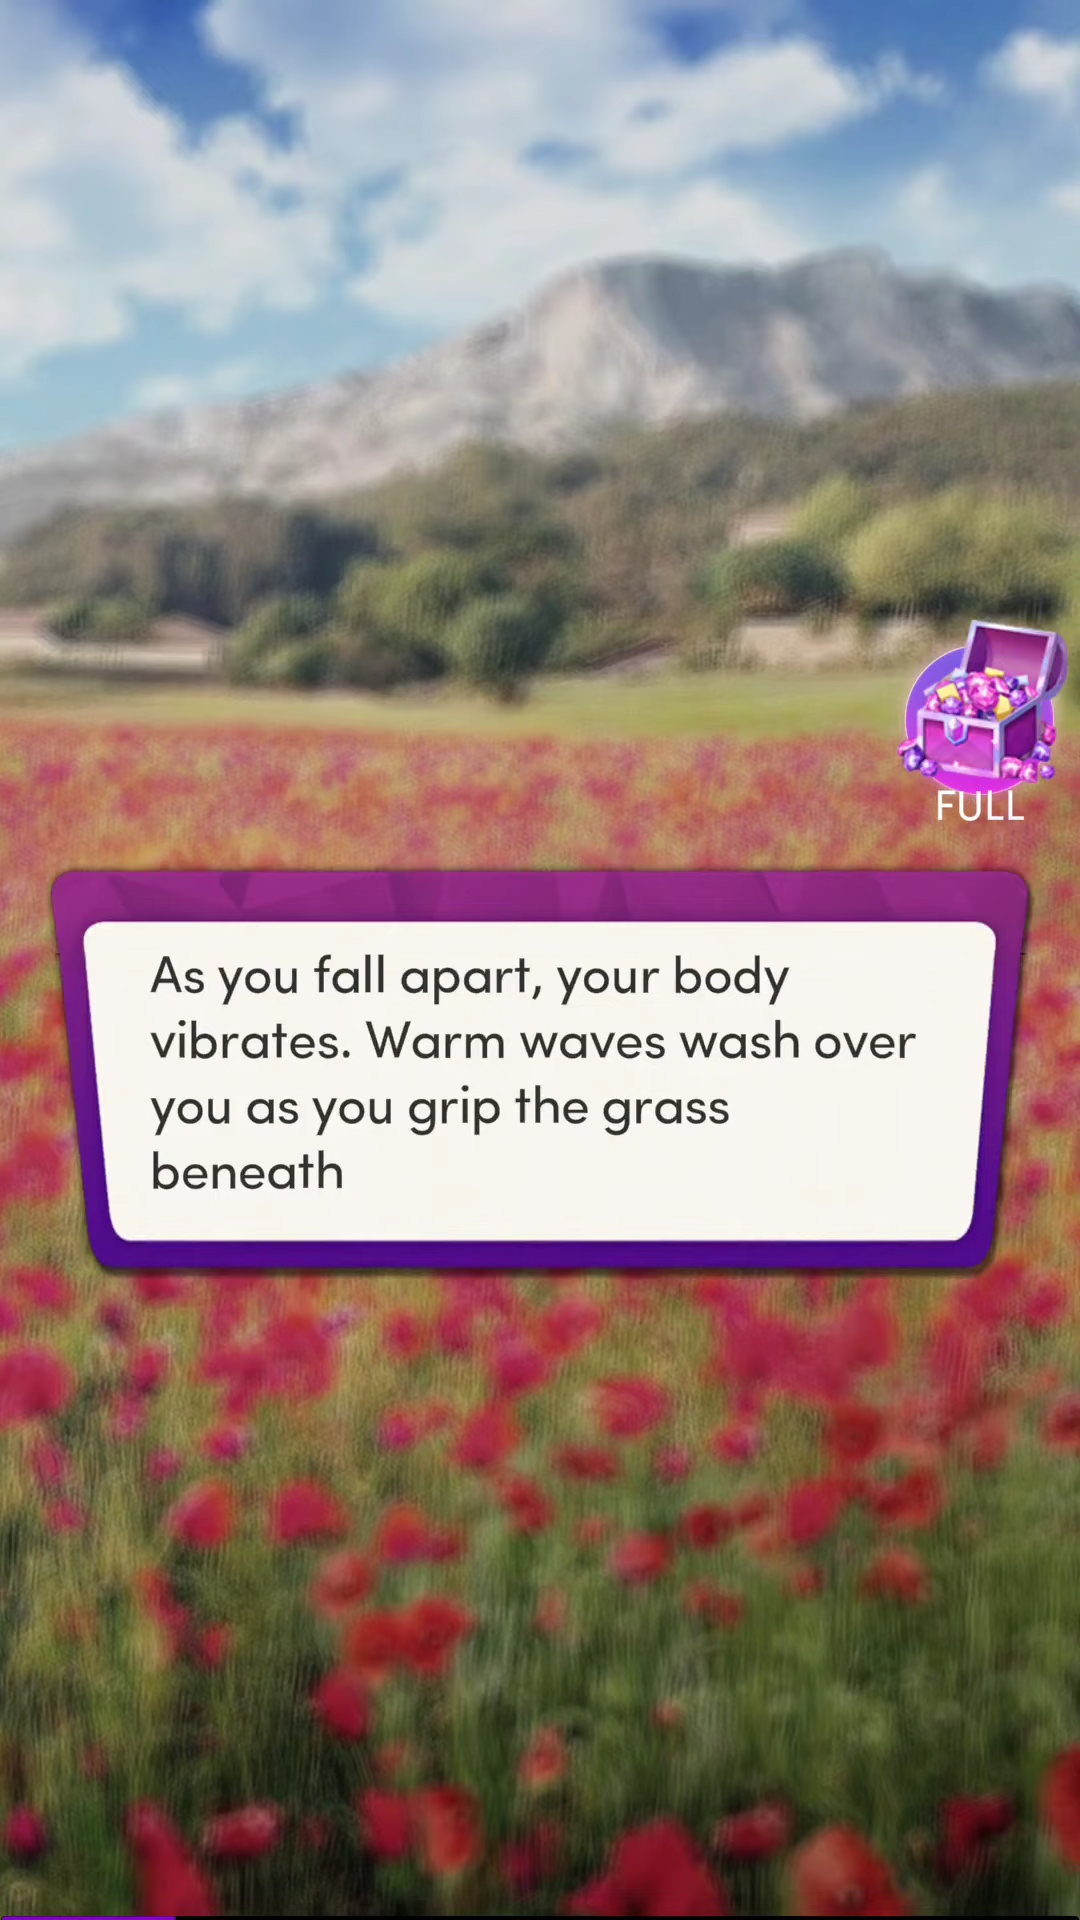 FULL
As you fall apart, your body
vibrates. Warm waves wash over
you as you grip the grass
beneath